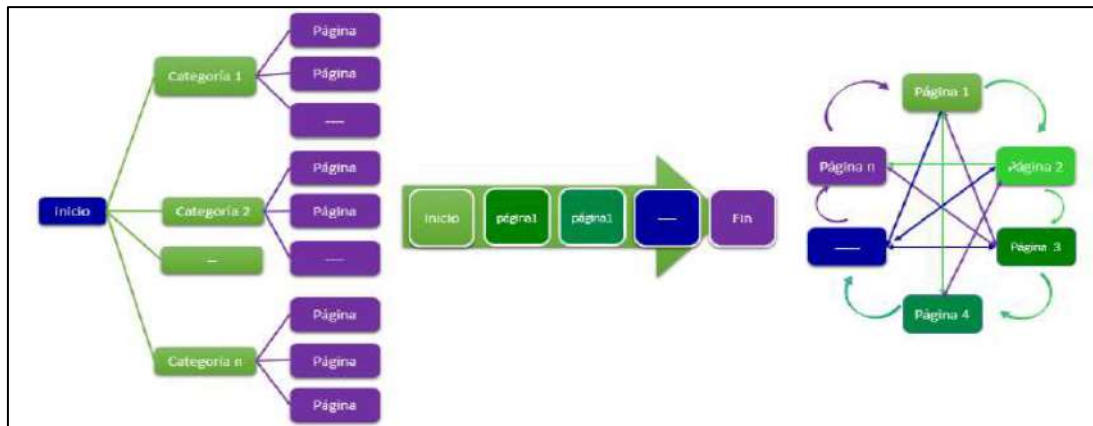 Inicio
Categoría 1
Página
Página
----
Categoría 2
--
Página
Página
----
Categoría n
Página
Página
Página
Inicio
página1
página1
----
Fin
Página 1
Página 2
Página 3
Página 4
----
Página n